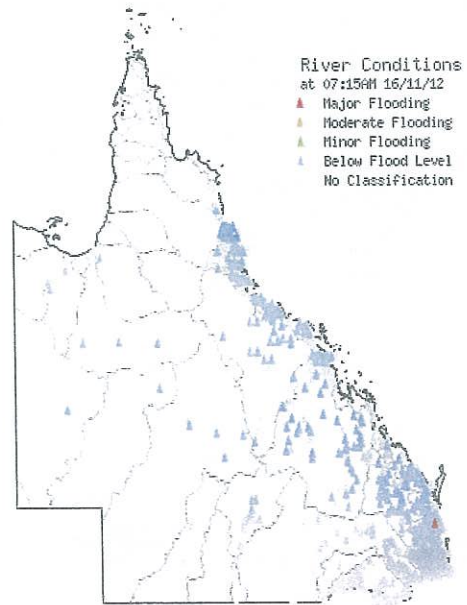 River Conditions
at 07:15AM 16/11/12
Major Flooding
Moderate Flooding
Minor Flooding
Below Flood Level
No Classification